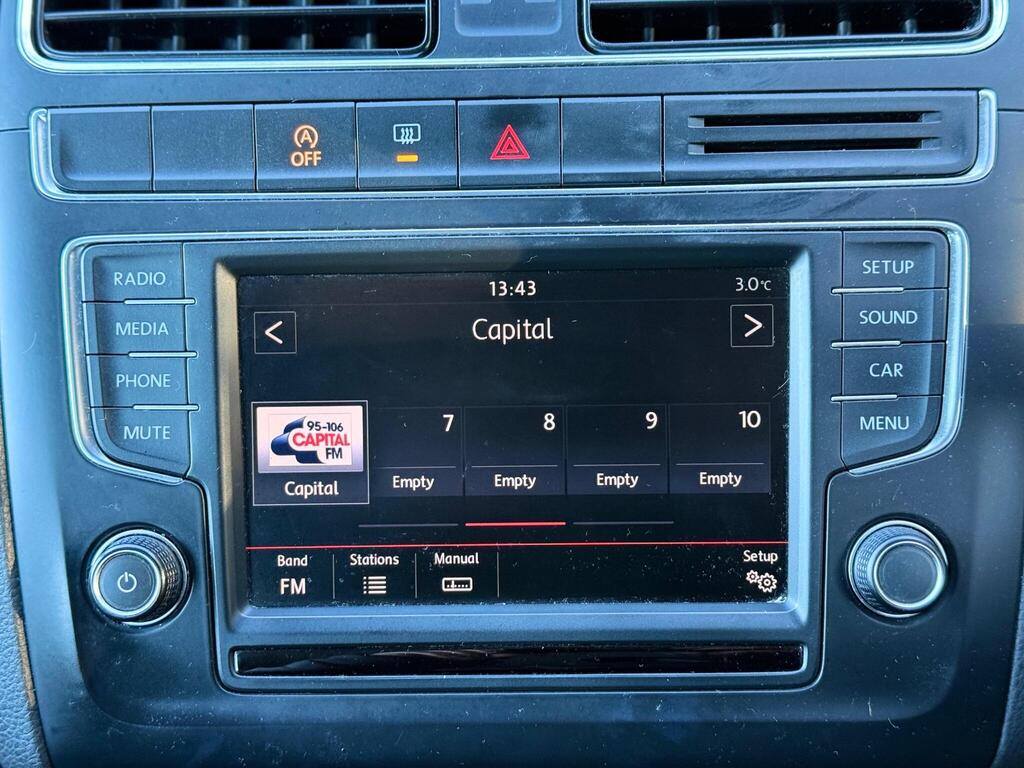 A
OFF
RADIO
MEDIA
PHONE
MUTE
SETUP
SOUND
CAR
MENU
13:43
3.0°C
<
Capital
>
95-106
CAPITAL
FM
Capital
7
Empty
8
Empty
9
Empty
10
Empty
Band
FM
Stations
Manual
Setup